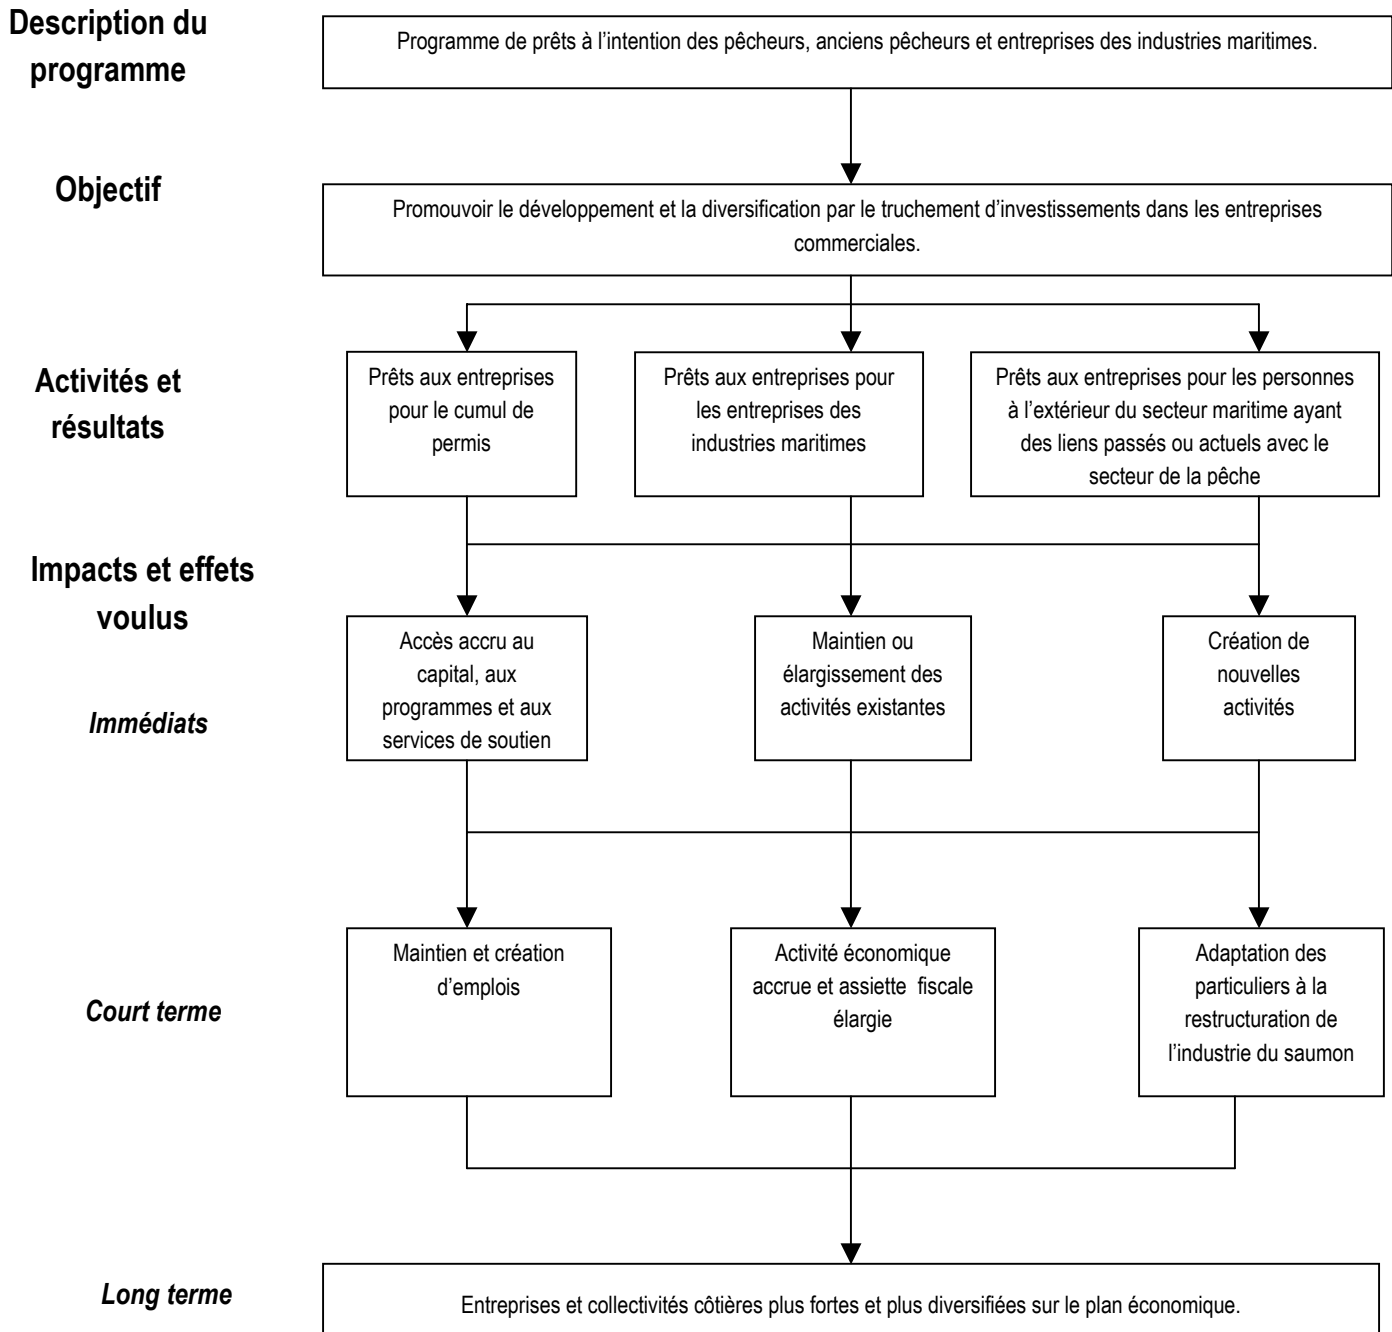 Description du
programme
Programme de prêts à l’intention des pêcheurs, anciens pêcheurs et entreprises des industries maritimes.
Objectif
Promouvoir le développement et la diversification par le truchement d’investissements dans les entreprises
commerciales.
Activités et
résultats
Prêts aux entreprises
pour le cumul de
permis
Prêts aux entreprises pour
les entreprises des
industries maritimes
Prêts aux entreprises pour les personnes
à l’extérieur du secteur maritime ayant
des liens passés ou actuels avec le
secteur de la pêche
Impacts et effets
voulus
Immédiats
Accès accru au
capital, aux
programmes et aux
services de soutien
Maintien ou
élargissement des
activités existantes
Création de
nouvelles
activités
Court terme
Maintien et création
d’emplois
Activité économique
accrue et assiette fiscale
élargie
Adaptation des
particuliers à la
restructuration de
l’industrie du saumon
Long terme
Entreprises et collectivités côtières plus fortes et plus diversifiées sur le plan économique.